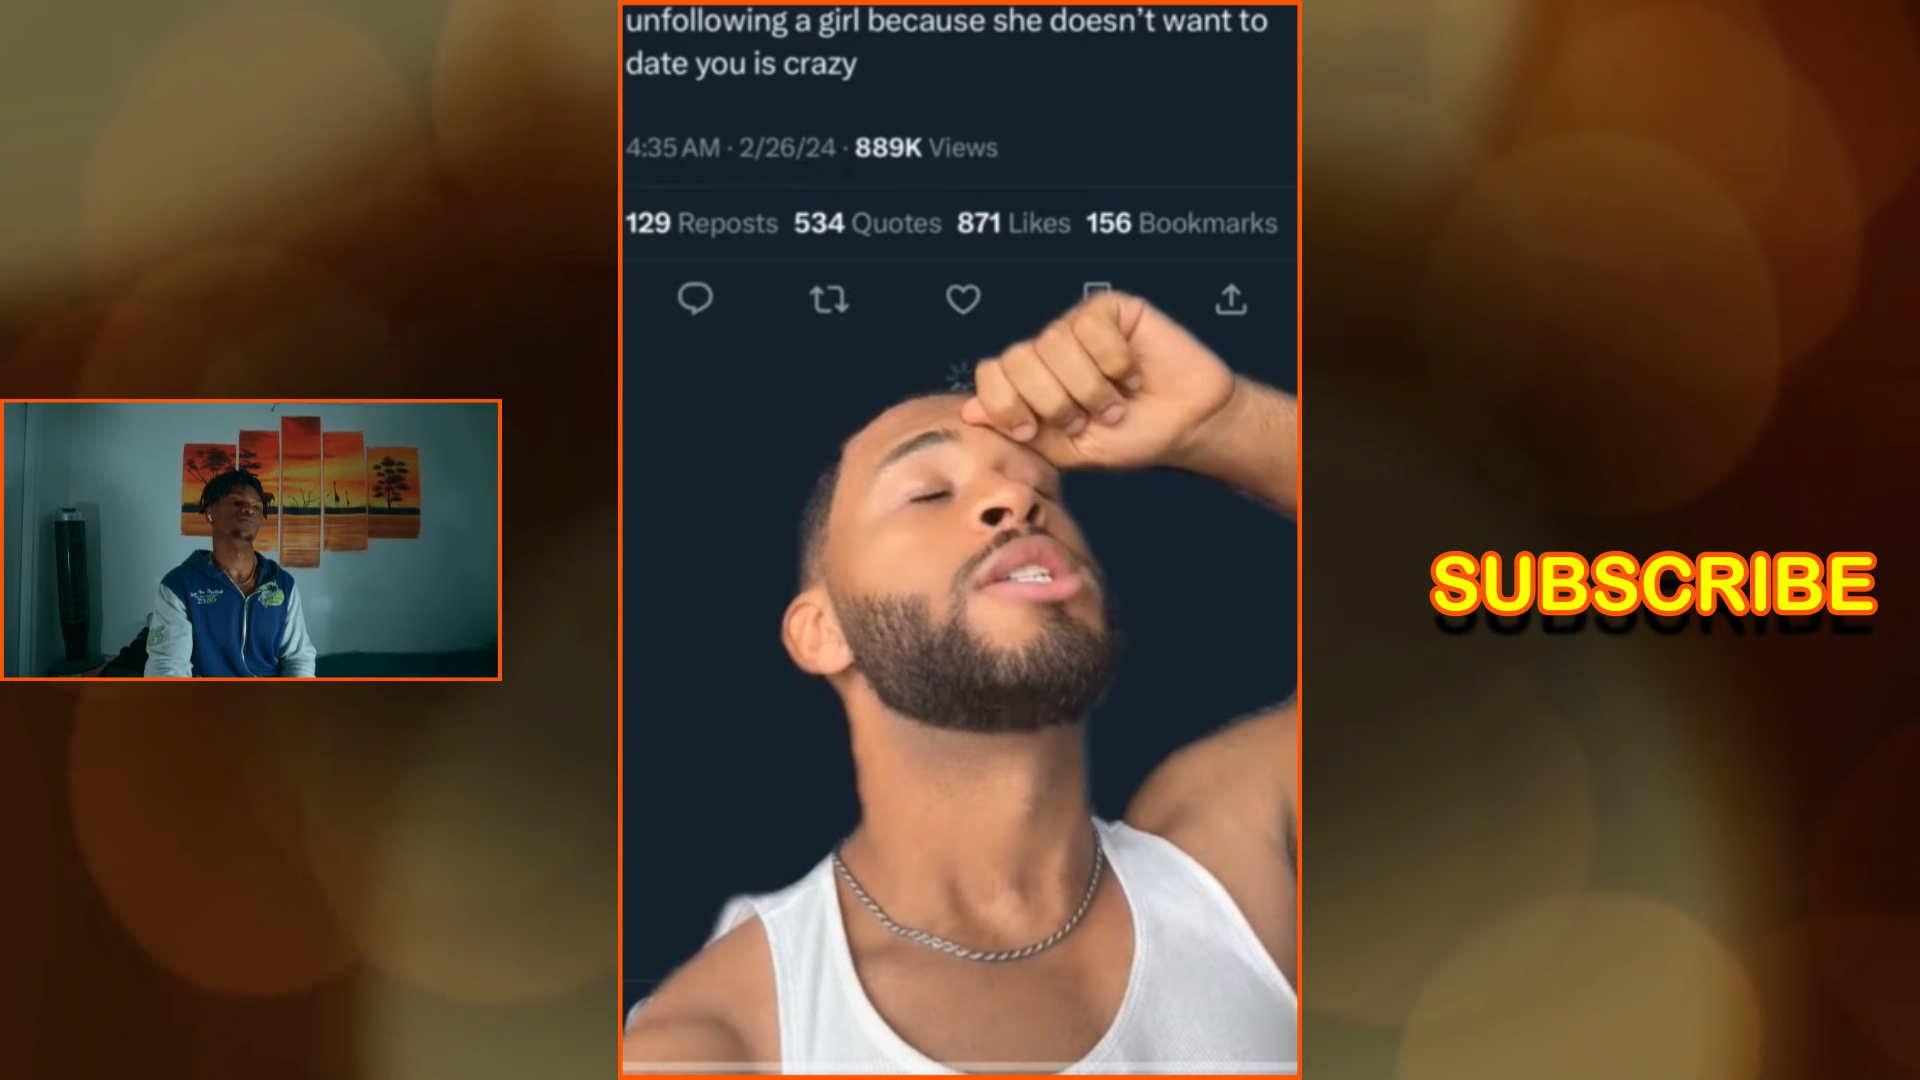 unfollowing a girl because she doesn’t want to
date you is crazy
4:35 AM · 2/26/24 · 889K Views
129 Reposts 534 Quotes 871 Likes 156 Bookmarks
SUBSCRIBE